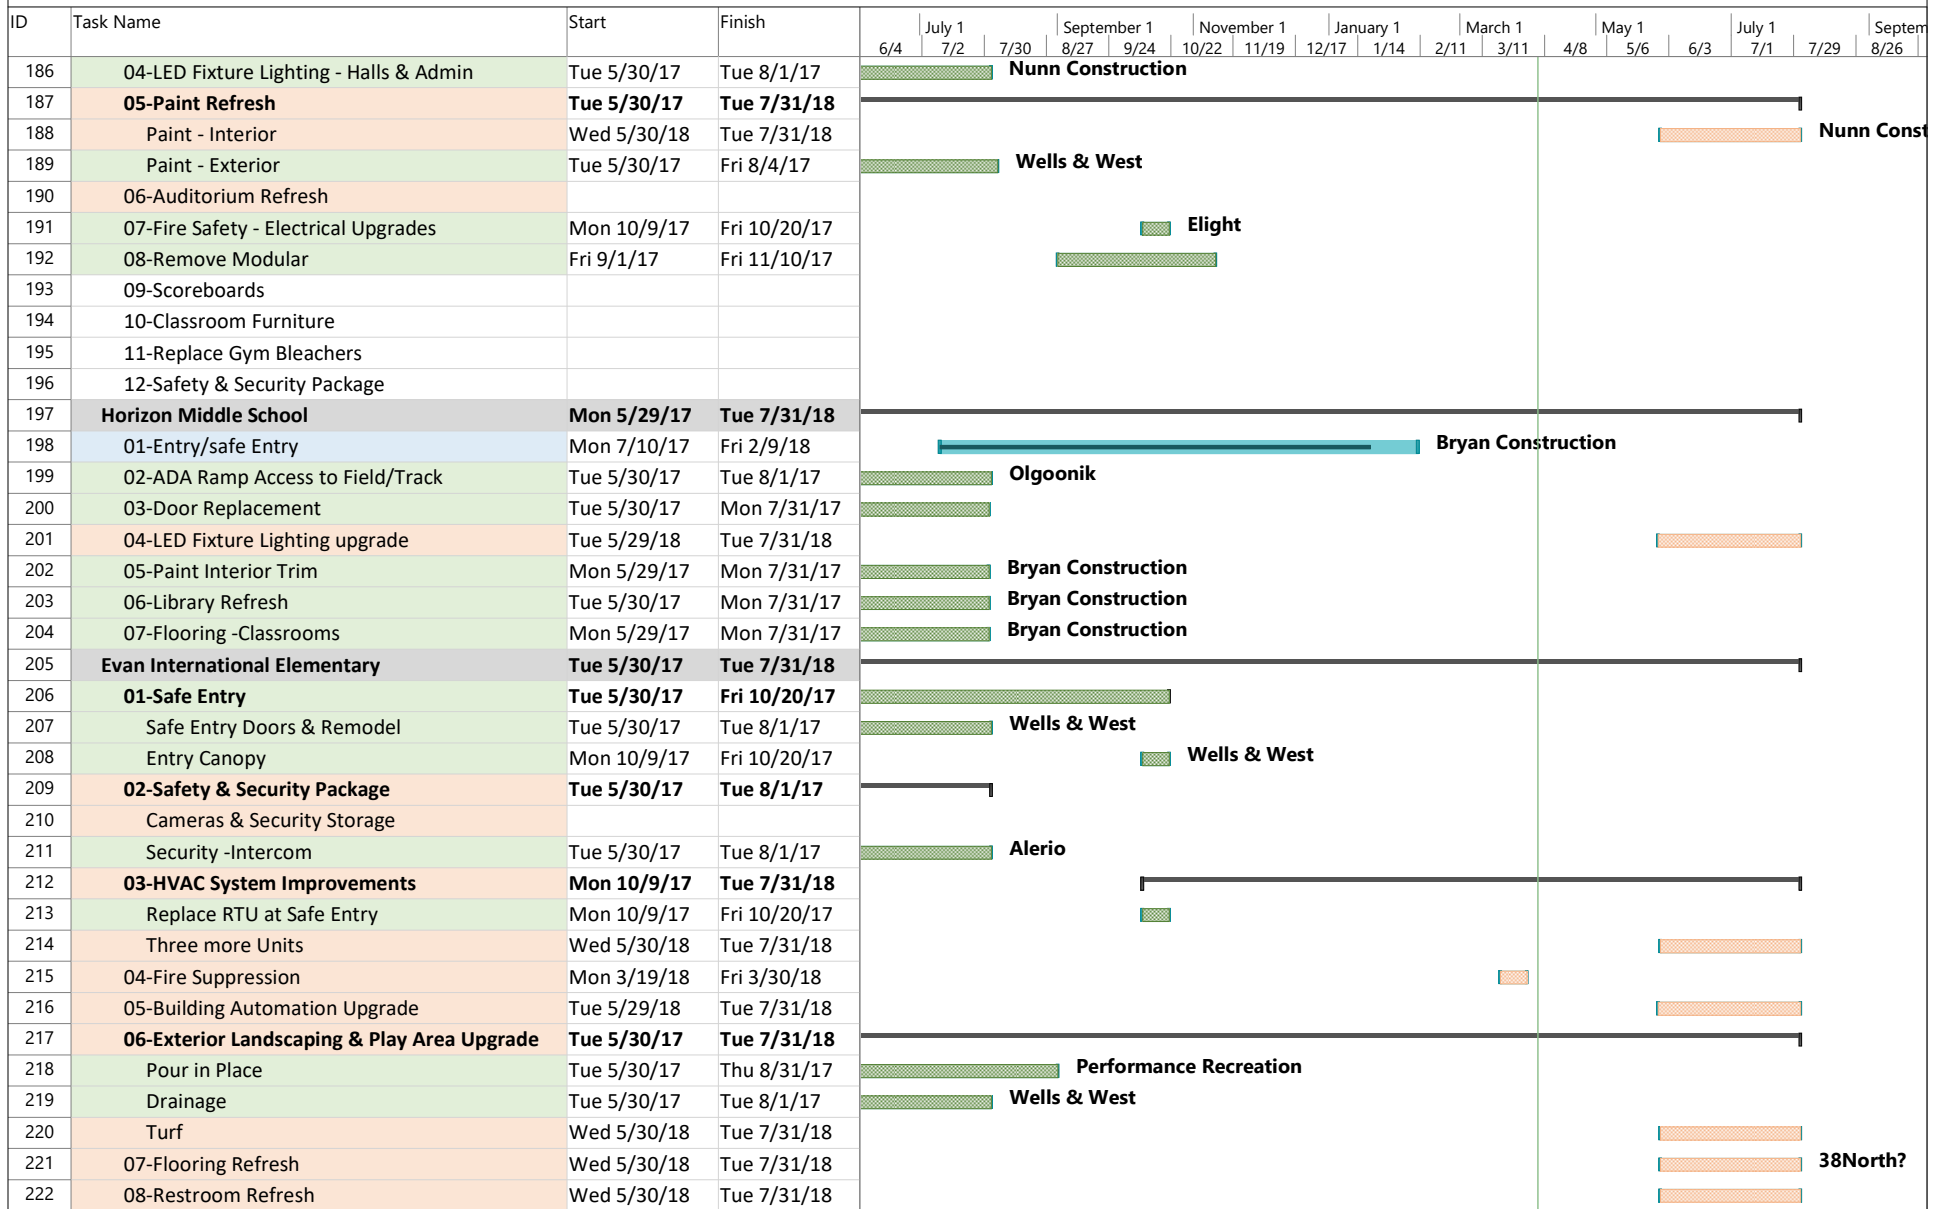 ID Task Name Start Finish July 1 September 1 November 1 January 1 March 1 May 1 July 1 Septem
6/4 7/2 7/30 8/27 9/24 10/22 11/19 12/17 1/14 2/11 3/11 4/8 5/6 6/3 7/1 7/29 8/26
186 04-LED Fixture Lighting - Halls & Admin Tue 5/30/17 Tue 8/1/17 Nunn Construction
187 05-Paint Refresh Tue 5/30/17 Tue 7/31/18
188 Paint - Interior Wed 5/30/18 Tue 7/31/18 Nunn Const
189 Paint - Exterior Tue 5/30/17 Fri 8/4/17 Wells & West
190 06-Auditorium Refresh
191 07-Fire Safety - Electrical Upgrades Mon 10/9/17 Fri 10/20/17 Elight
192 08-Remove Modular Fri 9/1/17 Fri 11/10/17
193 09-Scoreboards
194 10-Classroom Furniture
195 11-Replace Gym Bleachers
196 12-Safety & Security Package
197 Horizon Middle School Mon 5/29/17 Tue 7/31/18
198 01-Entry/safe Entry Mon 7/10/17 Fri 2/9/18 Bryan Construction
199 02-ADA Ramp Access to Field/Track Tue 5/30/17 Tue 8/1/17 Olgoonik
200 03-Door Replacement Tue 5/30/17 Mon 7/31/17
201 04-LED Fixture Lighting upgrade Tue 5/29/18 Tue 7/31/18
202 05-Paint Interior Trim Mon 5/29/17 Mon 7/31/17 Bryan Construction
203 06-Library Refresh Tue 5/30/17 Mon 7/31/17 Bryan Construction
204 07-Flooring -Classrooms Mon 5/29/17 Mon 7/31/17 Bryan Construction
205 Evan International Elementary Tue 5/30/17 Tue 7/31/18
206 01-Safe Entry Tue 5/30/17 Fri 10/20/17
207 Safe Entry Doors & Remodel Tue 5/30/17 Tue 8/1/17 Wells & West
208 Entry Canopy Mon 10/9/17 Fri 10/20/17 Wells & West
209 02-Safety & Security Package Tue 5/30/17 Tue 8/1/17
210 Cameras & Security Storage
211 Security -Intercom Tue 5/30/17 Tue 8/1/17 Alerio
212 03-HVAC System Improvements Mon 10/9/17 Tue 7/31/18
213 Replace RTU at Safe Entry Mon 10/9/17 Fri 10/20/17
214 Three more Units Wed 5/30/18 Tue 7/31/18
215 04-Fire Suppression Mon 3/19/18 Fri 3/30/18
216 05-Building Automation Upgrade Tue 5/29/18 Tue 7/31/18
217 06-Exterior Landscaping & Play Area Upgrade Tue 5/30/17 Tue 7/31/18
218 Pour in Place Tue 5/30/17 Thu 8/31/17 Performance Recreation
219 Drainage Tue 5/30/17 Tue 8/1/17 Wells & West
220 Turf Wed 5/30/18 Tue 7/31/18
221 07-Flooring Refresh Wed 5/30/18 Tue 7/31/18 38North?
222 08-Restroom Refresh Wed 5/30/18 Tue 7/31/18